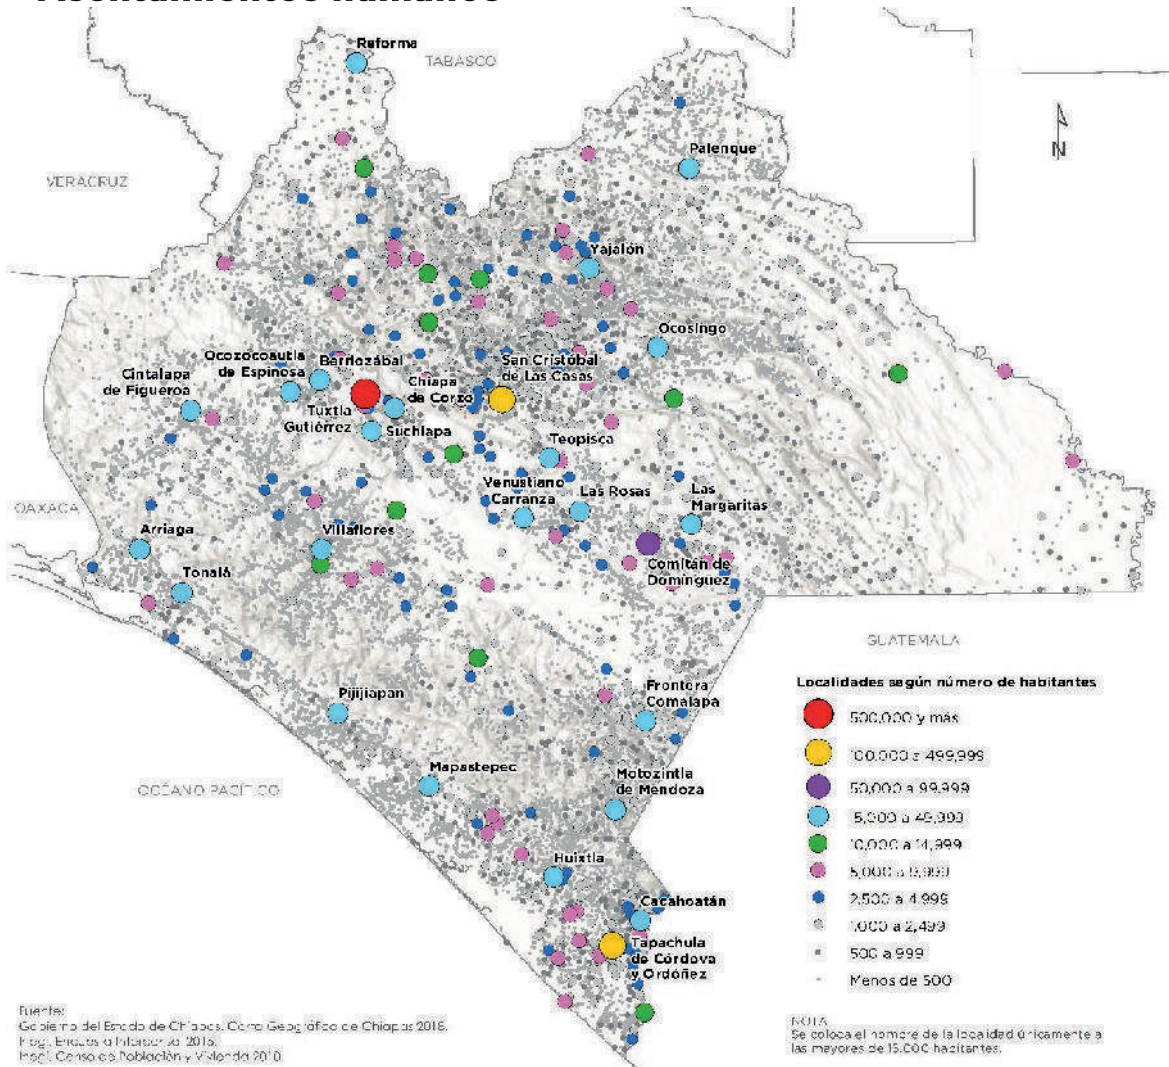 Asentamientos humanos
Reforma
TABASCO
N
Palenque
VERACRUZ
Yajalón
Ocosingo
Ocozocoautla
de Espinosa
Berriozábal
San Cristóbal
de Las Casas
Cintalapa
de Figueroa
Chiapa
de Corzo
Tuxtla
Gutiérrez
Suchiapa
Teopisca
Venustiano
Carranza
Las Rosas
Las
Margaritas
OAXACA
Arriaga
Villaflores
Comitán de
Domínguez
Tonalá
GUATEMALA
Localidades según número de habitantes
500,000 y más
100,000 a 499,999
50,000 a 99,999
15,000 a 49,999
10,000 a 14,999
5,000 a 9,999
2,500 a 4,999
1,000 a 2,499
500 a 999
Menos de 500
Pijijiapan
Frontera
Comalapa
Mapastepec
Motozintla
de Mendoza
OCÉANO PACÍFICO
Huixtla
Cacahoatán
Tapachula
de Córdova
y Ordóñez
Fuente:
Gobierno del Estado de Chiapas. Carta Geográfica de Chiapas
Inegi. Encuesta Intercensal 2015.
Inegi. Censo de Población y Vivienda 2010.
NOTA
Se coloca el nombre de la localidad únicamente a
las mayores de 15,000 habitantes.